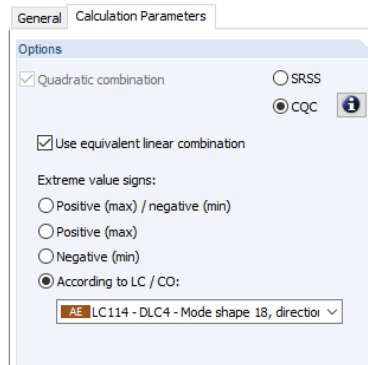 General Calculation Parameters
Options
Quadratic combination SRSS
CQC
Use equivalent linear combination
Extreme value signs:
Positive (max) / negative (min)
Positive (max)
Negative (min)
According to LC / CO:
AE LC114 - DLC4 - Mode shape 18,